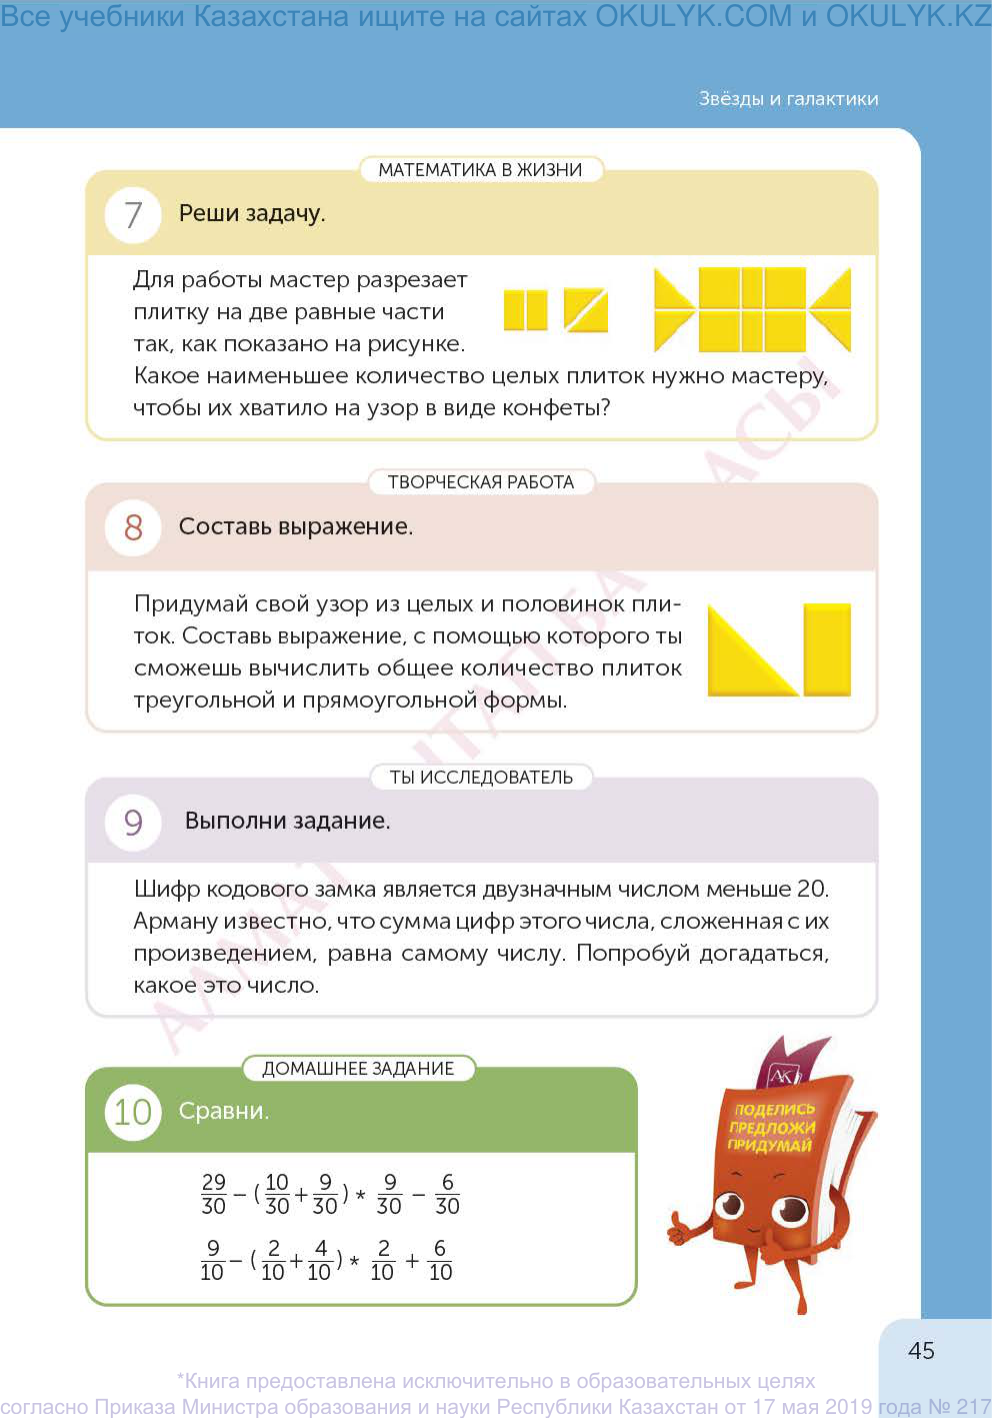 Все учебники Казахстана ищите на сайтах OKULYK.COM и OKULYK.KZ
Звёзды и галактики
МАТЕМАТИКА В ЖИЗНИ
7 Реши задачу.
Для работы мастер разрезает
плитку на две равные части
так, как показано на рисунке.
Какое наименьшее количество целых плиток нужно мастеру,
чтобы их хватило на узор в виде конфеты?
ТВОРЧЕСКАЯ РАБОТА
8 Составь выражение.
Придумай свой узор из целых и половинок пли-
ток. Составь выражение, с помощью которого ты
сможешь вычислить общее количество плиток
треугольной и прямоугольной формы.
ТЫ ИССЛЕДОВАТЕЛЬ
9 Выполни задание.
Шифр кодового замка является двузначным числом меньше 20.
Арману известно, что сумма цифр этого числа, сложенная с их
произведением, равна самому числу. Попробуй догадаться,
какое это число.
ДОМАШНЕЕ ЗАДАНИЕ
10 Сравни.
29/30 – (10/30 + 9/30) * 9/30 – 6/30
9/10 – (2/10 + 4/10) * 2/10 + 6/10
АК
ПОДЕЛИСЬ
ПРЕДЛОЖИ
ПРИДУМАЙ
45
*Книга предоставлена исключительно в образовательных целях
согласно Приказа Министра образования и науки Республики Казахстан от 17 мая 2019 года № 217